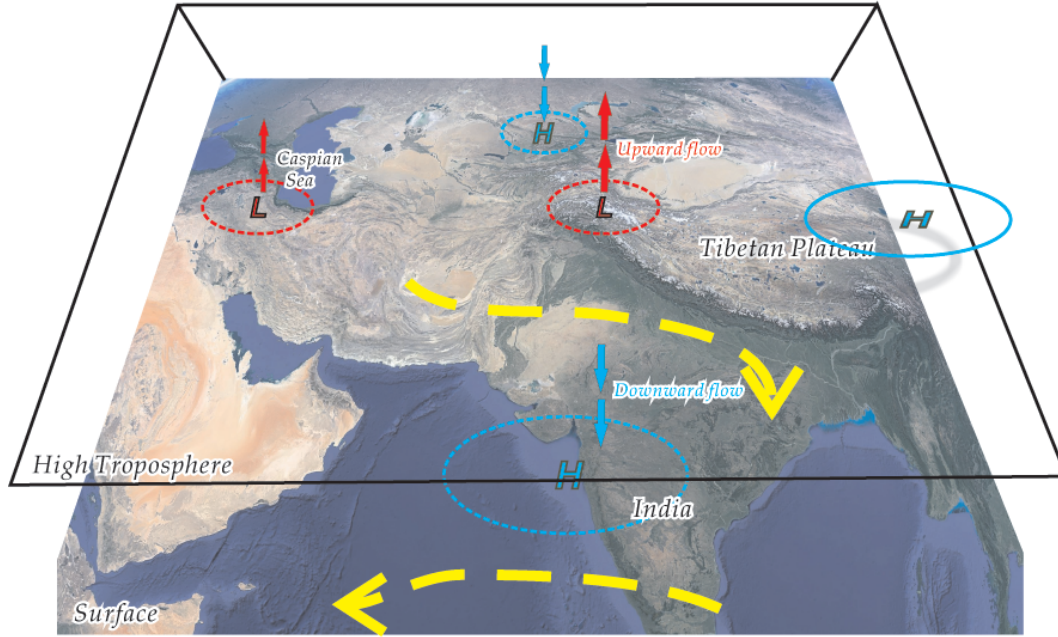 H
Upward flow
Caspian
Sea
L
L
H
Tibetan Plateau
Downward flow
High Troposphere
H
India
Surface